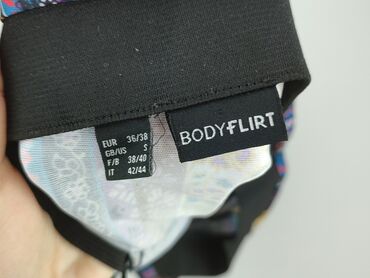 EUR 36/38
GB/US S
F/B 38/40
IT 42/44
BODYFLIRT